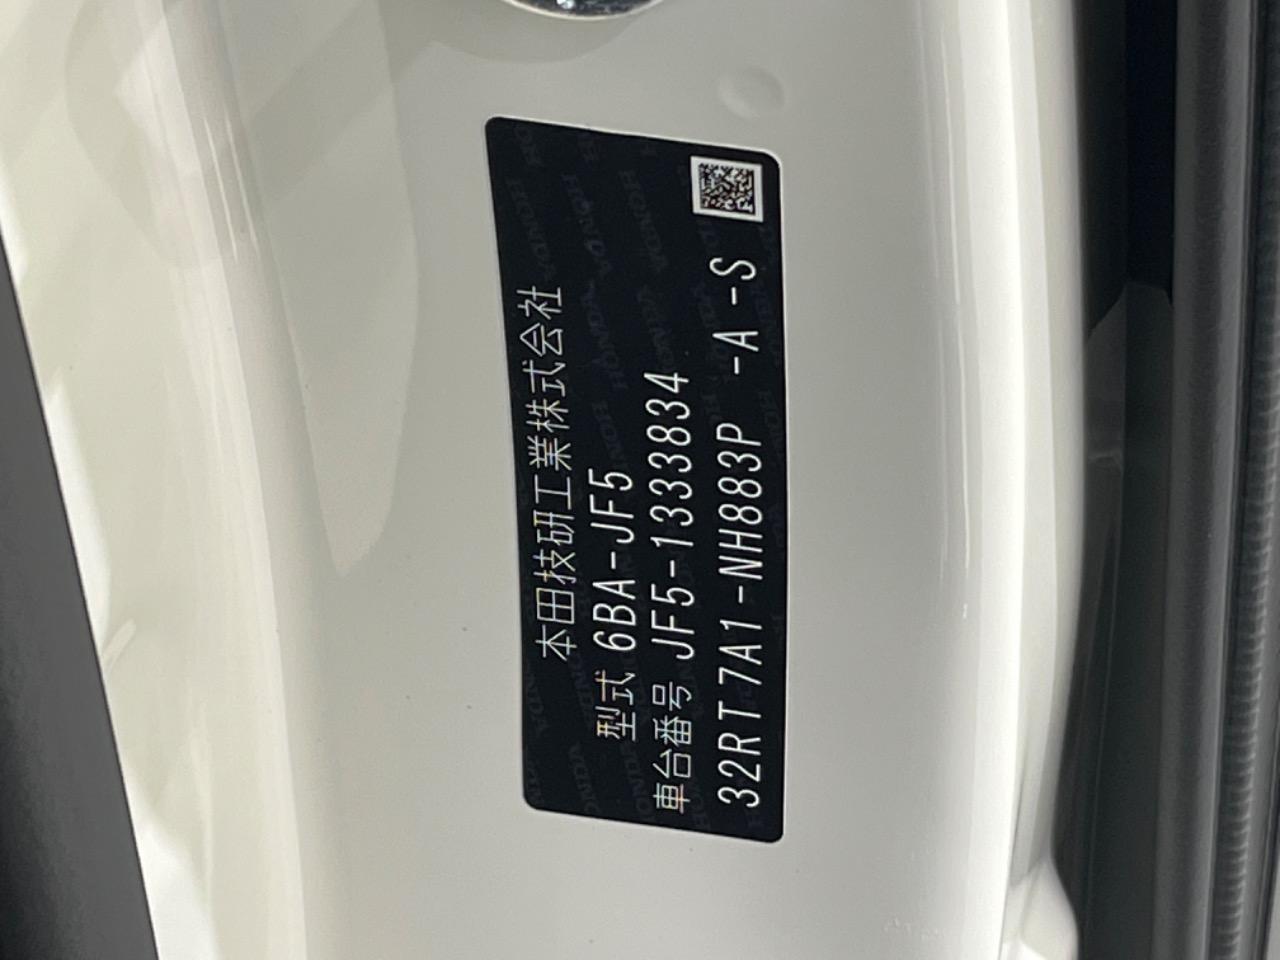 本田技研工業株式会社
型式 6BA-JF5
車台番号 JF5-1333834
32RT7A1-NH883P -A -S